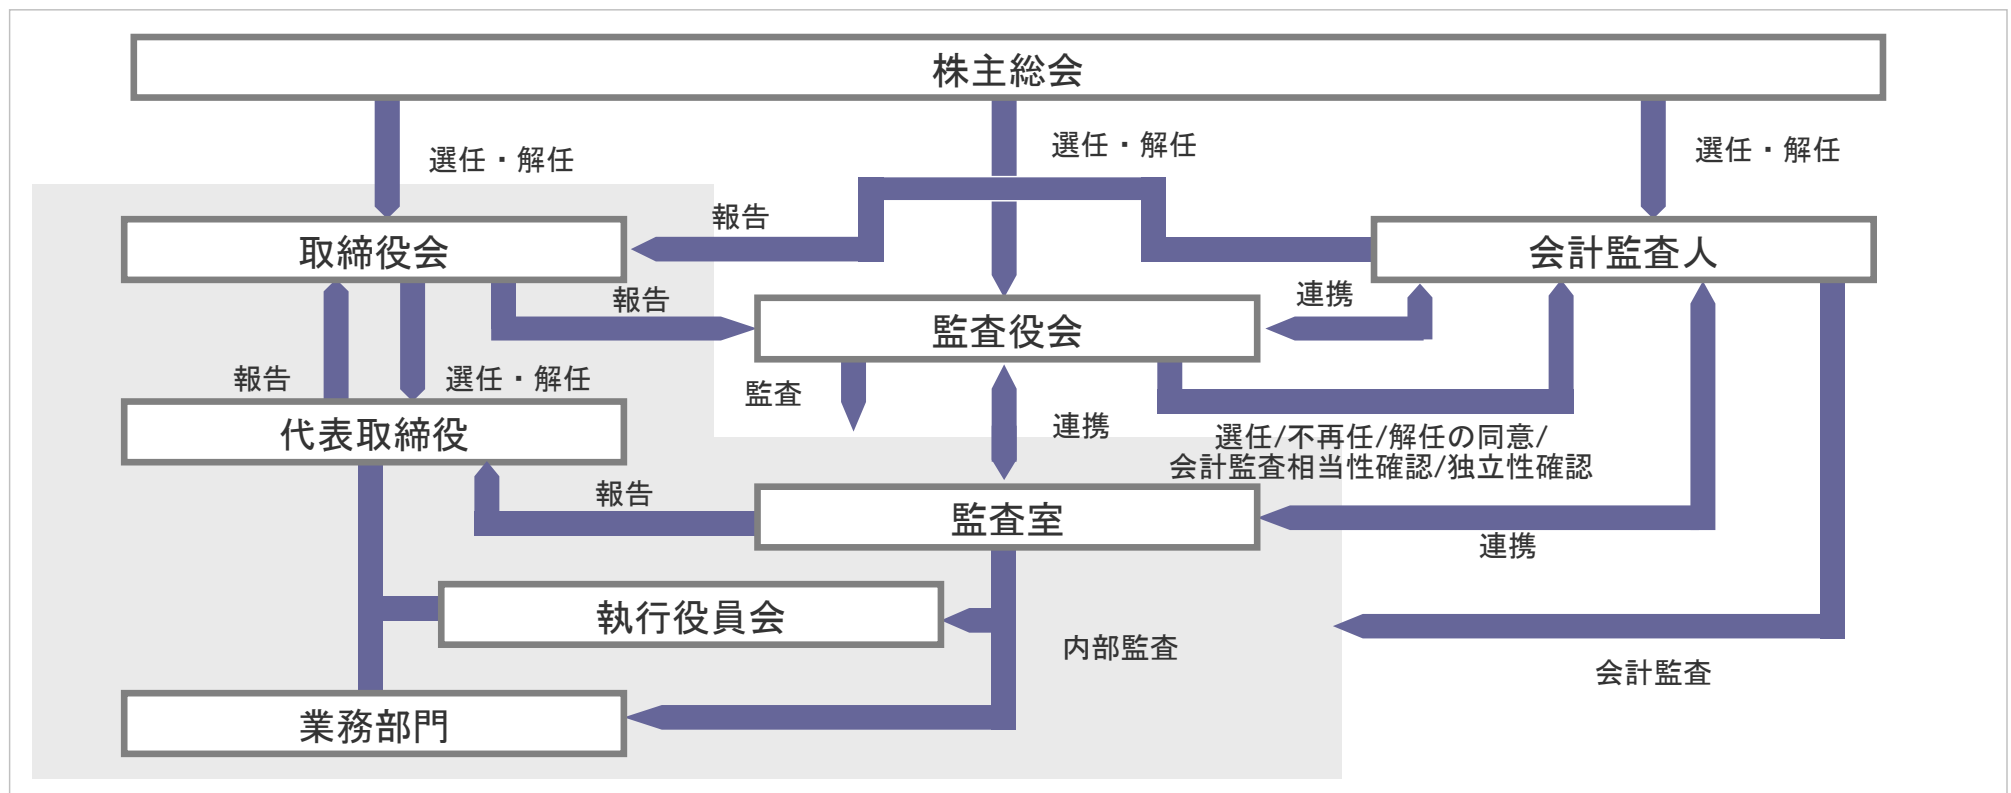 株主総会
選任・解任
選任・解任
選任・解任
報告
取締役会
会計監査人
報告
連携
監査役会
報告
選任・解任
監査
連携
代表取締役
選任/不再任/解任の同意/
会計監査相当性確認/独立性確認
報告
監査室
連携
執行役員会
内部監査
会計監査
業務部門